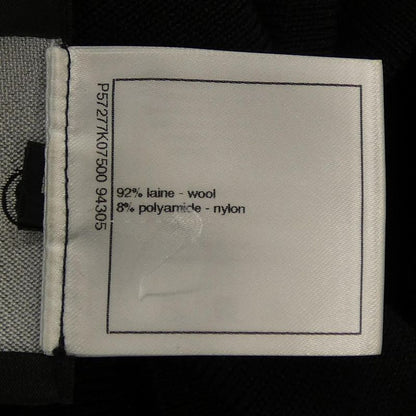 P57277K07500 94305
92% laine - wool
8% polyamide - nylon